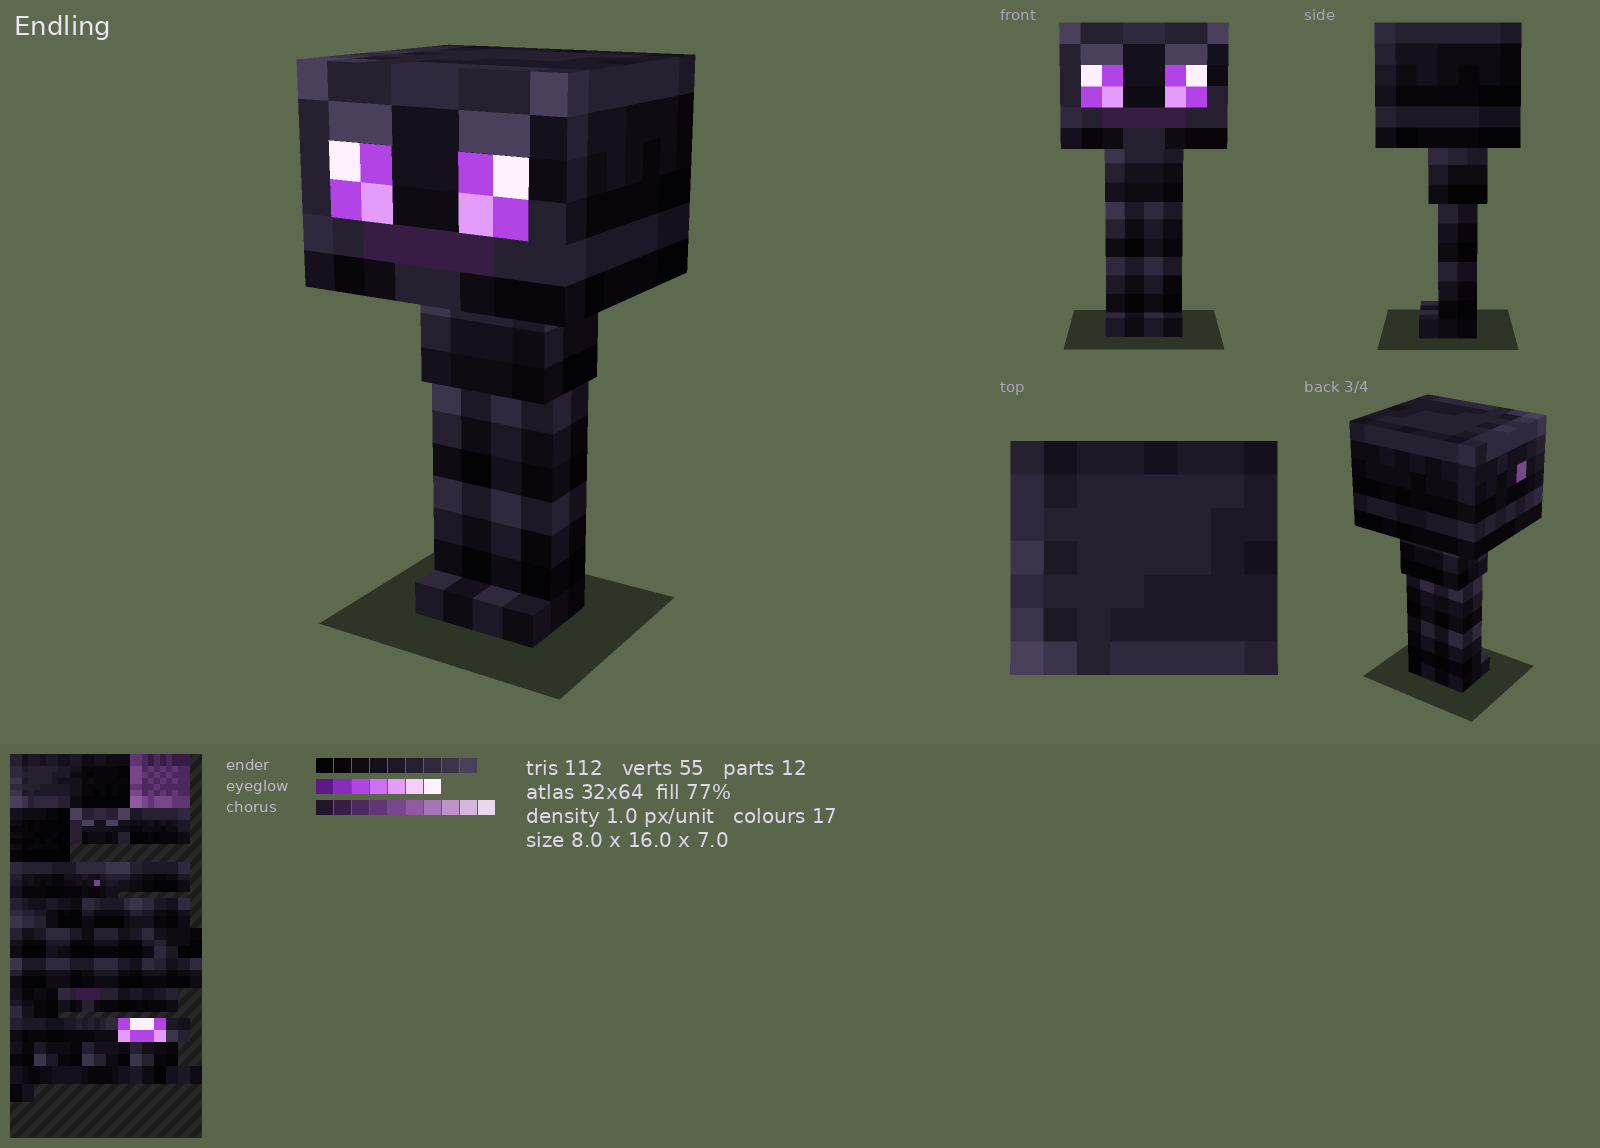 Endling
front
side
top
back 3/4
ender
eyeglow
chorus
tris 112   verts 55   parts 12
atlas 32x64  fill 77%
density 1.0 px/unit   colours 17
size 8.0 x 16.0 x 7.0